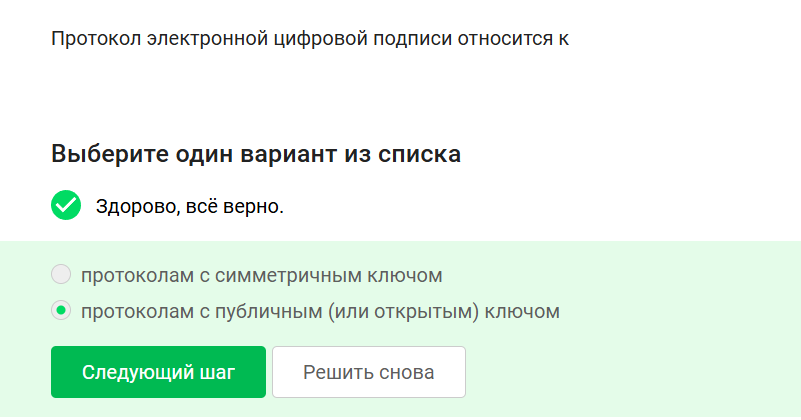 Протокол электронной цифровой подписи относится к
Выберите один вариант из списка
Здорово, всё верно.
протоколам с симметричным ключом
протоколам с публичным (или открытым) ключом
Следующий шаг
Решить снова